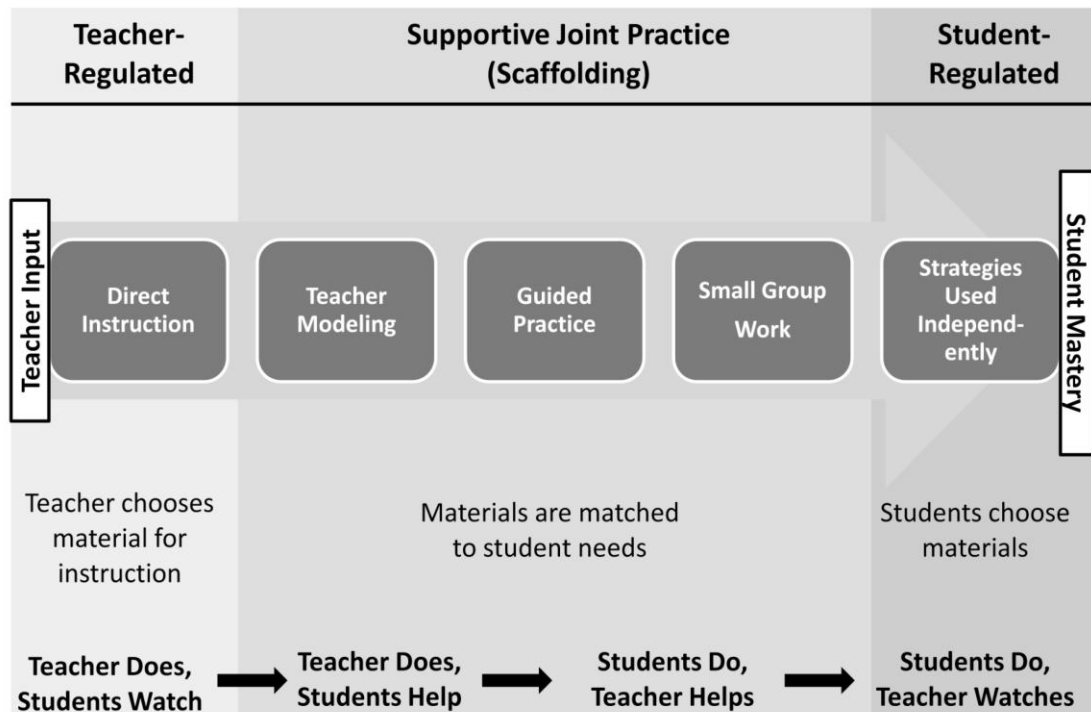 Teacher-
Regulated
Supportive Joint Practice
(Scaffolding)
Student-
Regulated
Teacher Input
Direct
Instruction
Teacher
Modeling
Guided
Practice
Small Group
Work
Strategies
Used
Independ-
ently
Student Mastery
Teacher chooses
material for
instruction
Materials are matched
to student needs
Students choose
materials
Teacher Does,
Students Watch
Teacher Does,
Students Help
Students Do,
Teacher Helps
Students Do,
Teacher Watches